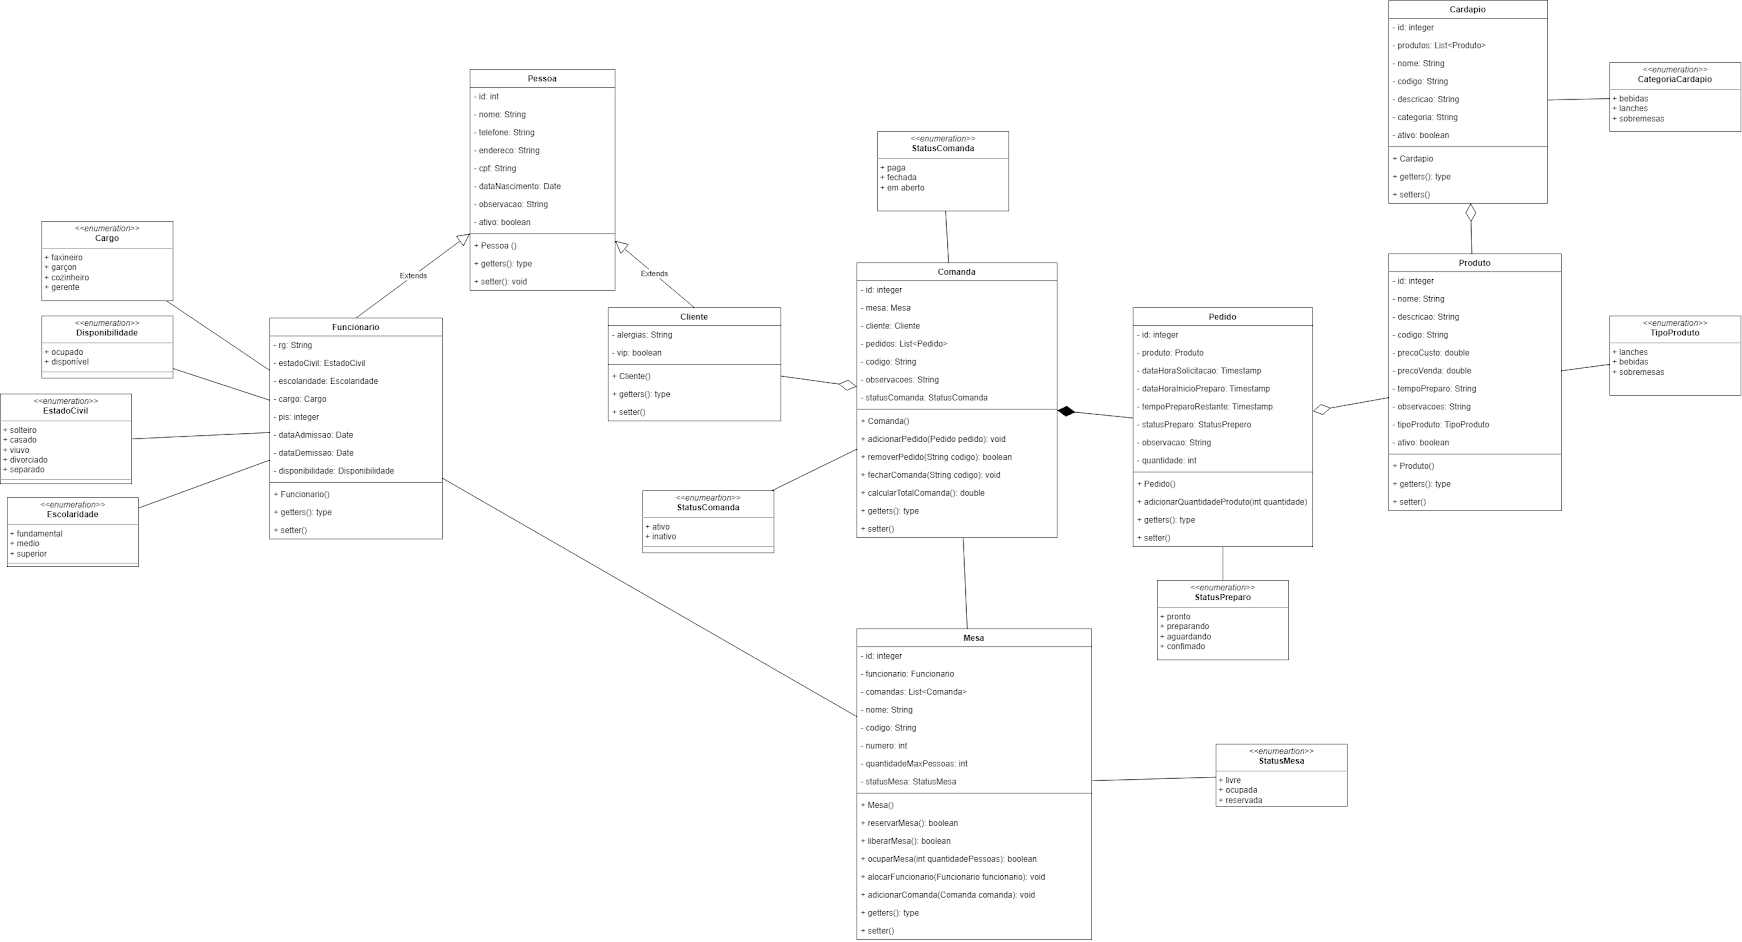 Cardapio
- id: integer
- produtos: List<Produto>
- nome: String
- codigo: String
- descricao: String
- categoria: String
- ativo: boolean
+ Cardapio
+ getters(): type
+ setters()
<<enumeration>>
CategoriaCardapio
+ bebidas
+ lanches
+ sobremesas
Pessoa
- id: int
- nome: String
- telefone: String
- endereco: String
- cpf: String
- dataNascimento: Date
- observacao: String
- ativo: boolean
+ Pessoa ()
+ getters(): type
+ setter(): void
<<enumeration>>
StatusComanda
+ paga
+ fechada
+ em aberto
<<enumeration>>
Cargo
+ faxineiro
+ garçon
+ cozinheiro
+ gerente
Extends
Extends
<<enumeration>>
Disponibilidade
+ ocupado
+ disponível
<<enumeration>>
EstadoCivil
+ solteiro
+ casado
+ viuvo
+ divorciado
+ separado
<<enumeration>>
Escolaridade
+ fundamental
+ medio
+ superior
Funcionario
- rg: String
- estadoCivil: EstadoCivil
- escolaridade: Escolaridade
- cargo: Cargo
- pis: integer
- dataAdmissao: Date
- dataDemissao: Date
- disponibilidade: Disponibilidade
+ Funcionario()
+ getters(): type
+ setter()
Cliente
- alergias: String
- vip: boolean
+ Cliente()
+ getters(): type
+ setter()
<<enumeartion>>
StatusComanda
+ ativo
+ inativo
Comanda
- id: integer
- mesa: Mesa
- cliente: Cliente
- pedidos: List<Pedido>
- codigo: String
- observacoes: String
- statusComanda: StatusComanda
+ Comanda()
+ adicionarPedido(Pedido pedido): void
+ removerPedido(String codigo): boolean
+ fecharComanda(String codigo): void
+ calcularTotalComanda(): double
+ getters(): type
+ setter()
Pedido
- id: integer
- produto: Produto
- dataHoraSolicitacao: Timestamp
- dataHoraInicioPreparo: Timestamp
- tempoPreparoRestante: Timestamp
- statusPreparo: StatusPrepero
- observacao: String
- quantidade: int
+ Pedido()
+ adicionarQuantidadeProduto(int quantidade)
+ getters(): type
+ setter()
Produto
- id: integer
- nome: String
- descricao: String
- codigo: String
- precoCusto: double
- precoVenda: double
- tempoPreparo: String
- observacoes: String
- tipoProduto: TipoProduto
- ativo: boolean
+ Produto()
+ getters(): type
+ setter()
<<enumeration>>
TipoProduto
+ lanches
+ bebidas
+ sobremesas
<<enumeration>>
StatusPreparo
+ pronto
+ preparando
+ aguardando
+ confimado
Mesa
- id: integer
- funcionario: Funcionario
- comandas: List<Comanda>
- nome: String
- codigo: String
- numero: int
- quantidadeMaxPessoas: int
- statusMesa: StatusMesa
+ Mesa()
+ reservarMesa(): boolean
+ liberarMesa(): boolean
+ ocuparMesa(int quantidadePessoas): boolean
+ alocarFuncionario(Funcionario funcionario): void
+ adicionarComanda(Comanda comanda): void
+ getters(): type
+ setter()
<<enumeartion>>
StatusMesa
+ livre
+ ocupada
+ reservada